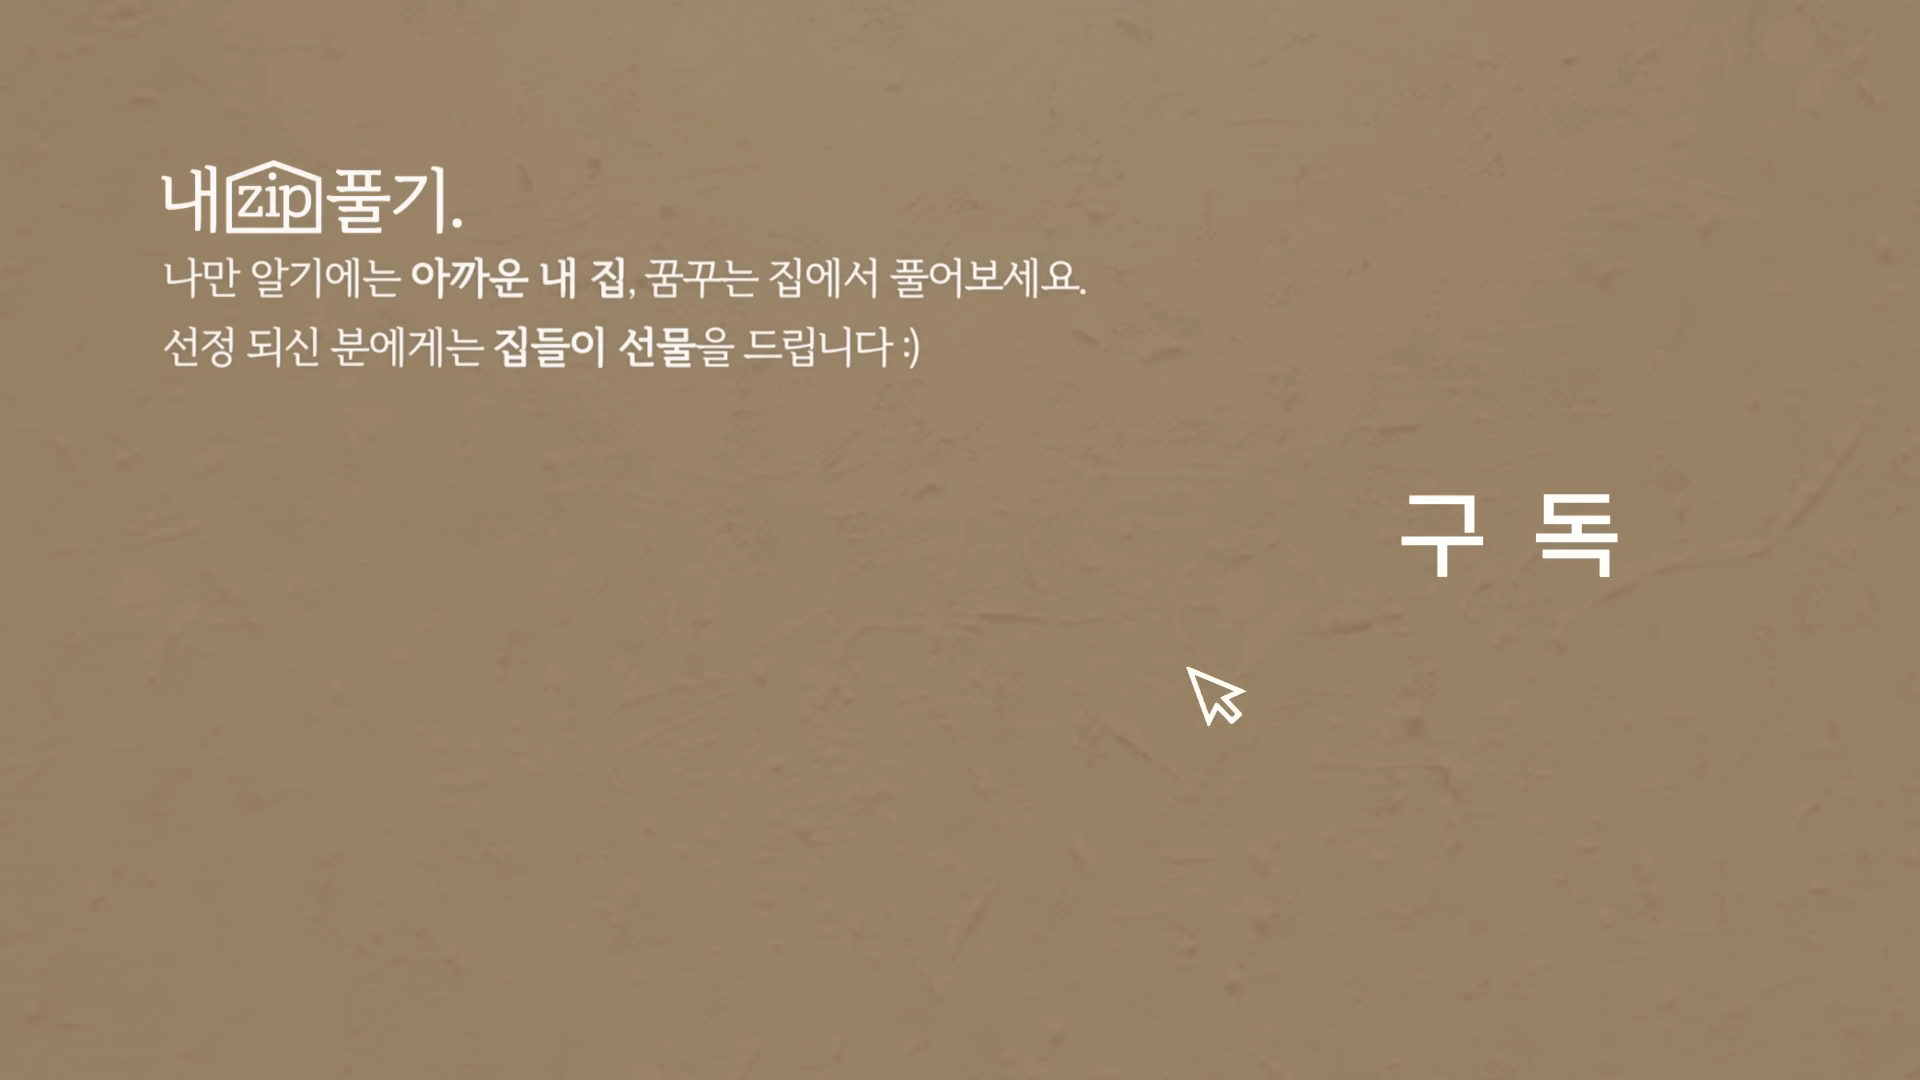 내zip풀기.
나만 알기에는 아까운 내 집, 꿈꾸는 집에서 풀어보세요.
선정 되신 분에게는 집들이 선물을 드립니다 :)
구 독